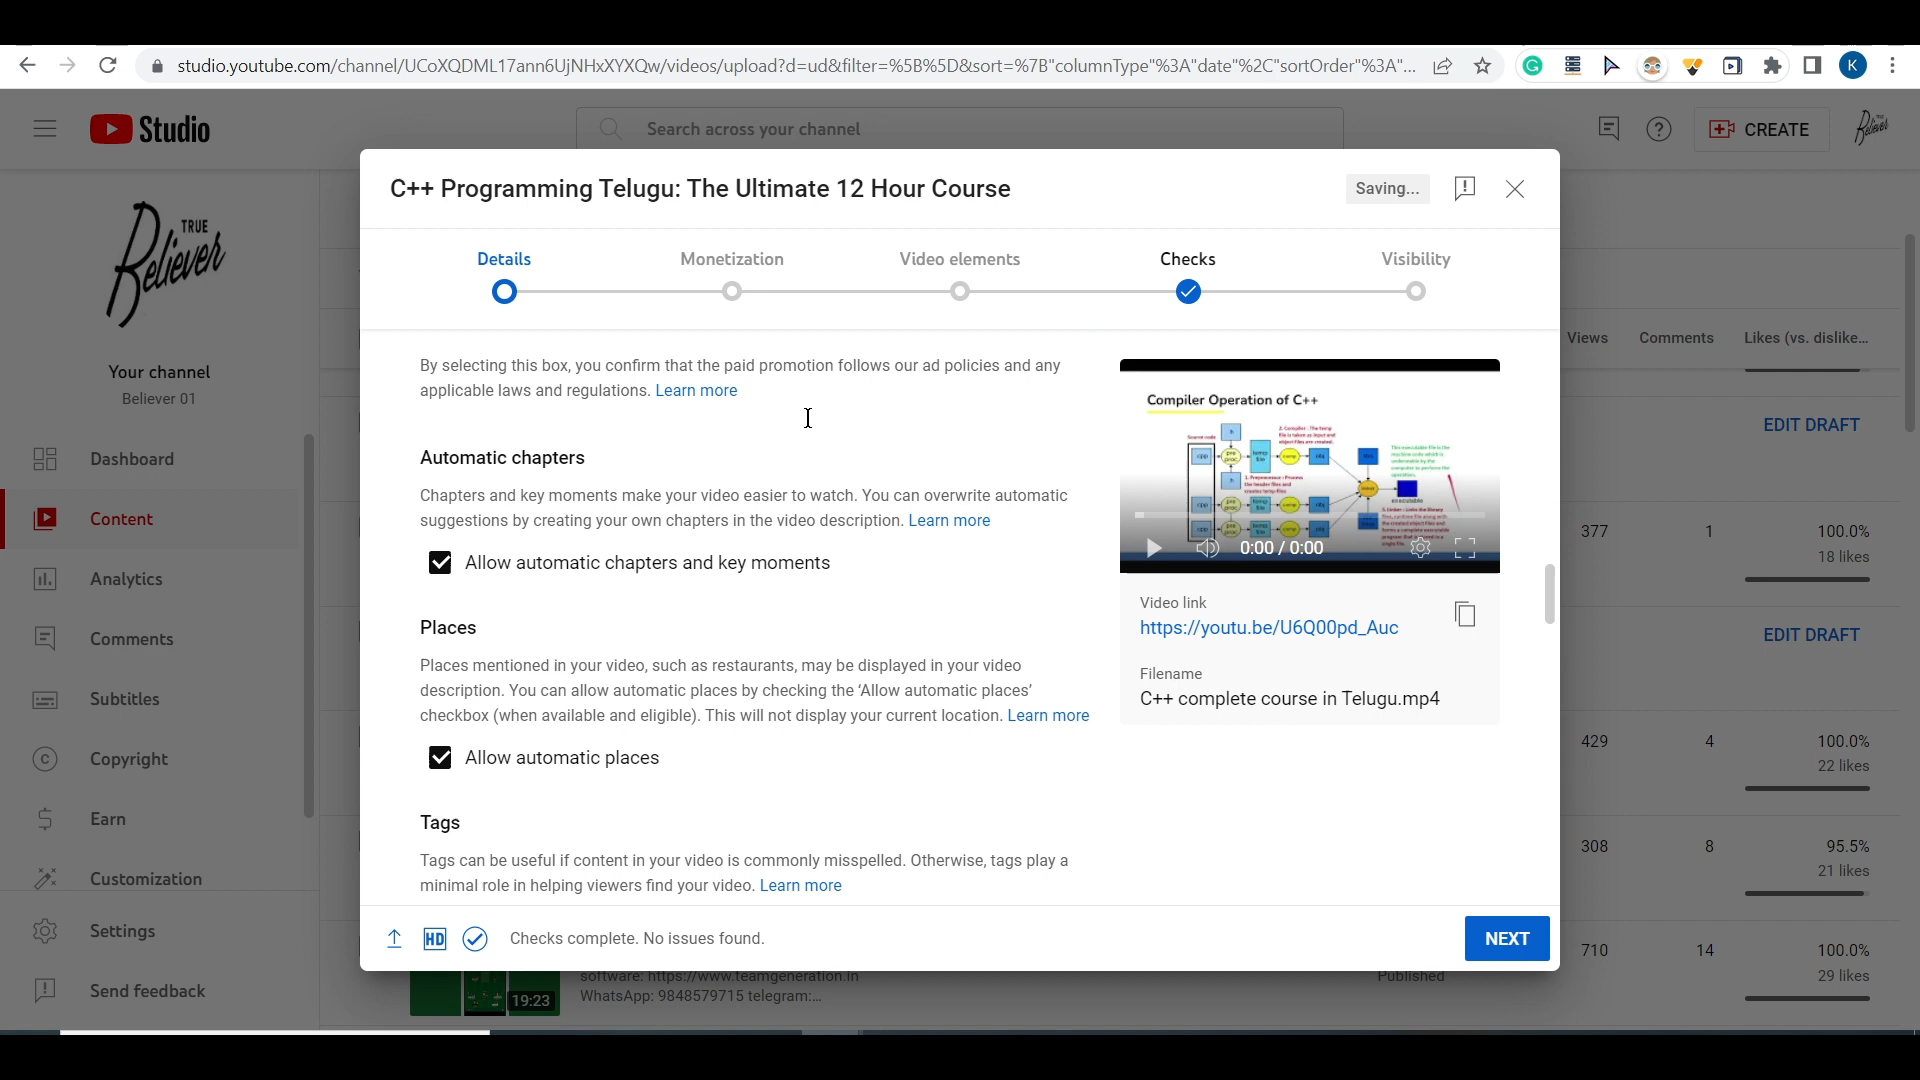 studio.youtube.com/channel/UCoXQDML17ann6UjNHxXYXQw/videos/upload?d=ud&filter=%5B%5D&sort=%7B"columnType"%3A"date"%2C"sortOrder"%3A"...
K
Studio
Search across your channel
CREATE
TRUE
Believer
Your channel
Believer 01
Dashboard
Content
Analytics
Comments
Subtitles
Copyright
Earn
Customization
Settings
Send feedback
C++ Programming Telugu: The Ultimate 12 Hour Course
Saving...
Details
Monetization
Video elements
Checks
Visibility
By selecting this box, you confirm that the paid promotion follows our ad policies and any
applicable laws and regulations. Learn more
Automatic chapters
Chapters and key moments make your video easier to watch. You can overwrite automatic
suggestions by creating your own chapters in the video description. Learn more
Allow automatic chapters and key moments
Places
Places mentioned in your video, such as restaurants, may be displayed in your video
description. You can allow automatic places by checking the ‘Allow automatic places’
checkbox (when available and eligible). This will not display your current location. Learn more
Allow automatic places
Tags
Tags can be useful if content in your video is commonly misspelled. Otherwise, tags play a
minimal role in helping viewers find your video. Learn more
Compiler Operation of C++
0:00 / 0:00
Video link
https://youtu.be/U6Q00pd_Auc
Filename
C++ complete course in Telugu.mp4
HD
Checks complete. No issues found.
NEXT
Views
Comments
Likes (vs. dislike...
EDIT DRAFT
377
1
100.0%
18 likes
EDIT DRAFT
429
4
100.0%
22 likes
308
8
95.5%
21 likes
710
14
100.0%
29 likes
19:23
software: https://www.teamgeneration.in
WhatsApp: 9848579715 telegram:...
Published